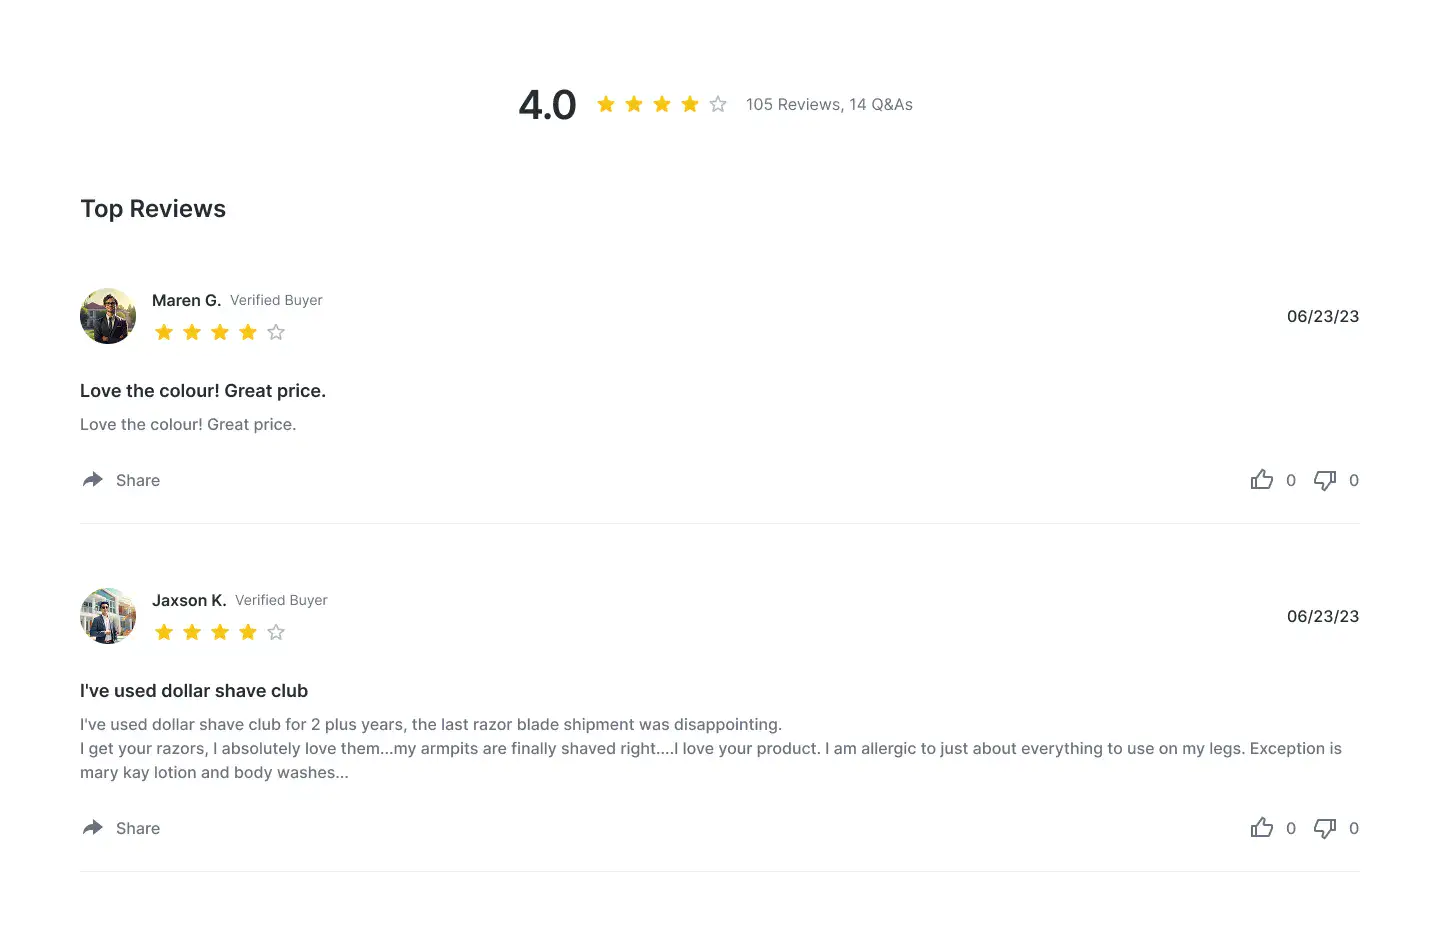 4.0 105 Reviews, 14 Q&As
Top Reviews
Maren G. Verified Buyer
06/23/23
Love the colour! Great price.
Love the colour! Great price.
Share 0 0
Jaxson K. Verified Buyer
06/23/23
I've used dollar shave club
I've used dollar shave club for 2 plus years, the last razor blade shipment was disappointing.
I get your razors, I absolutely love them...my armpits are finally shaved right....I love your product. I am allergic to just about everything to use on my legs. Exception is
mary kay lotion and body washes...
Share 0 0